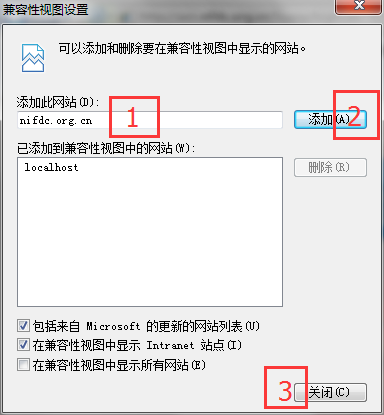 兼容性视图设置
可以添加和删除要在兼容性视图中显示的网站。
添加此网站(D):
nifdc.org.cn
1
添加(A)
2
已添加到兼容性视图中的网站(W):
localhost
删除(R)
包括来自 Microsoft 的更新的网站列表(U)
在兼容性视图中显示 Intranet 站点(I)
在兼容性视图中显示所有网站(E)
3
关闭(C)